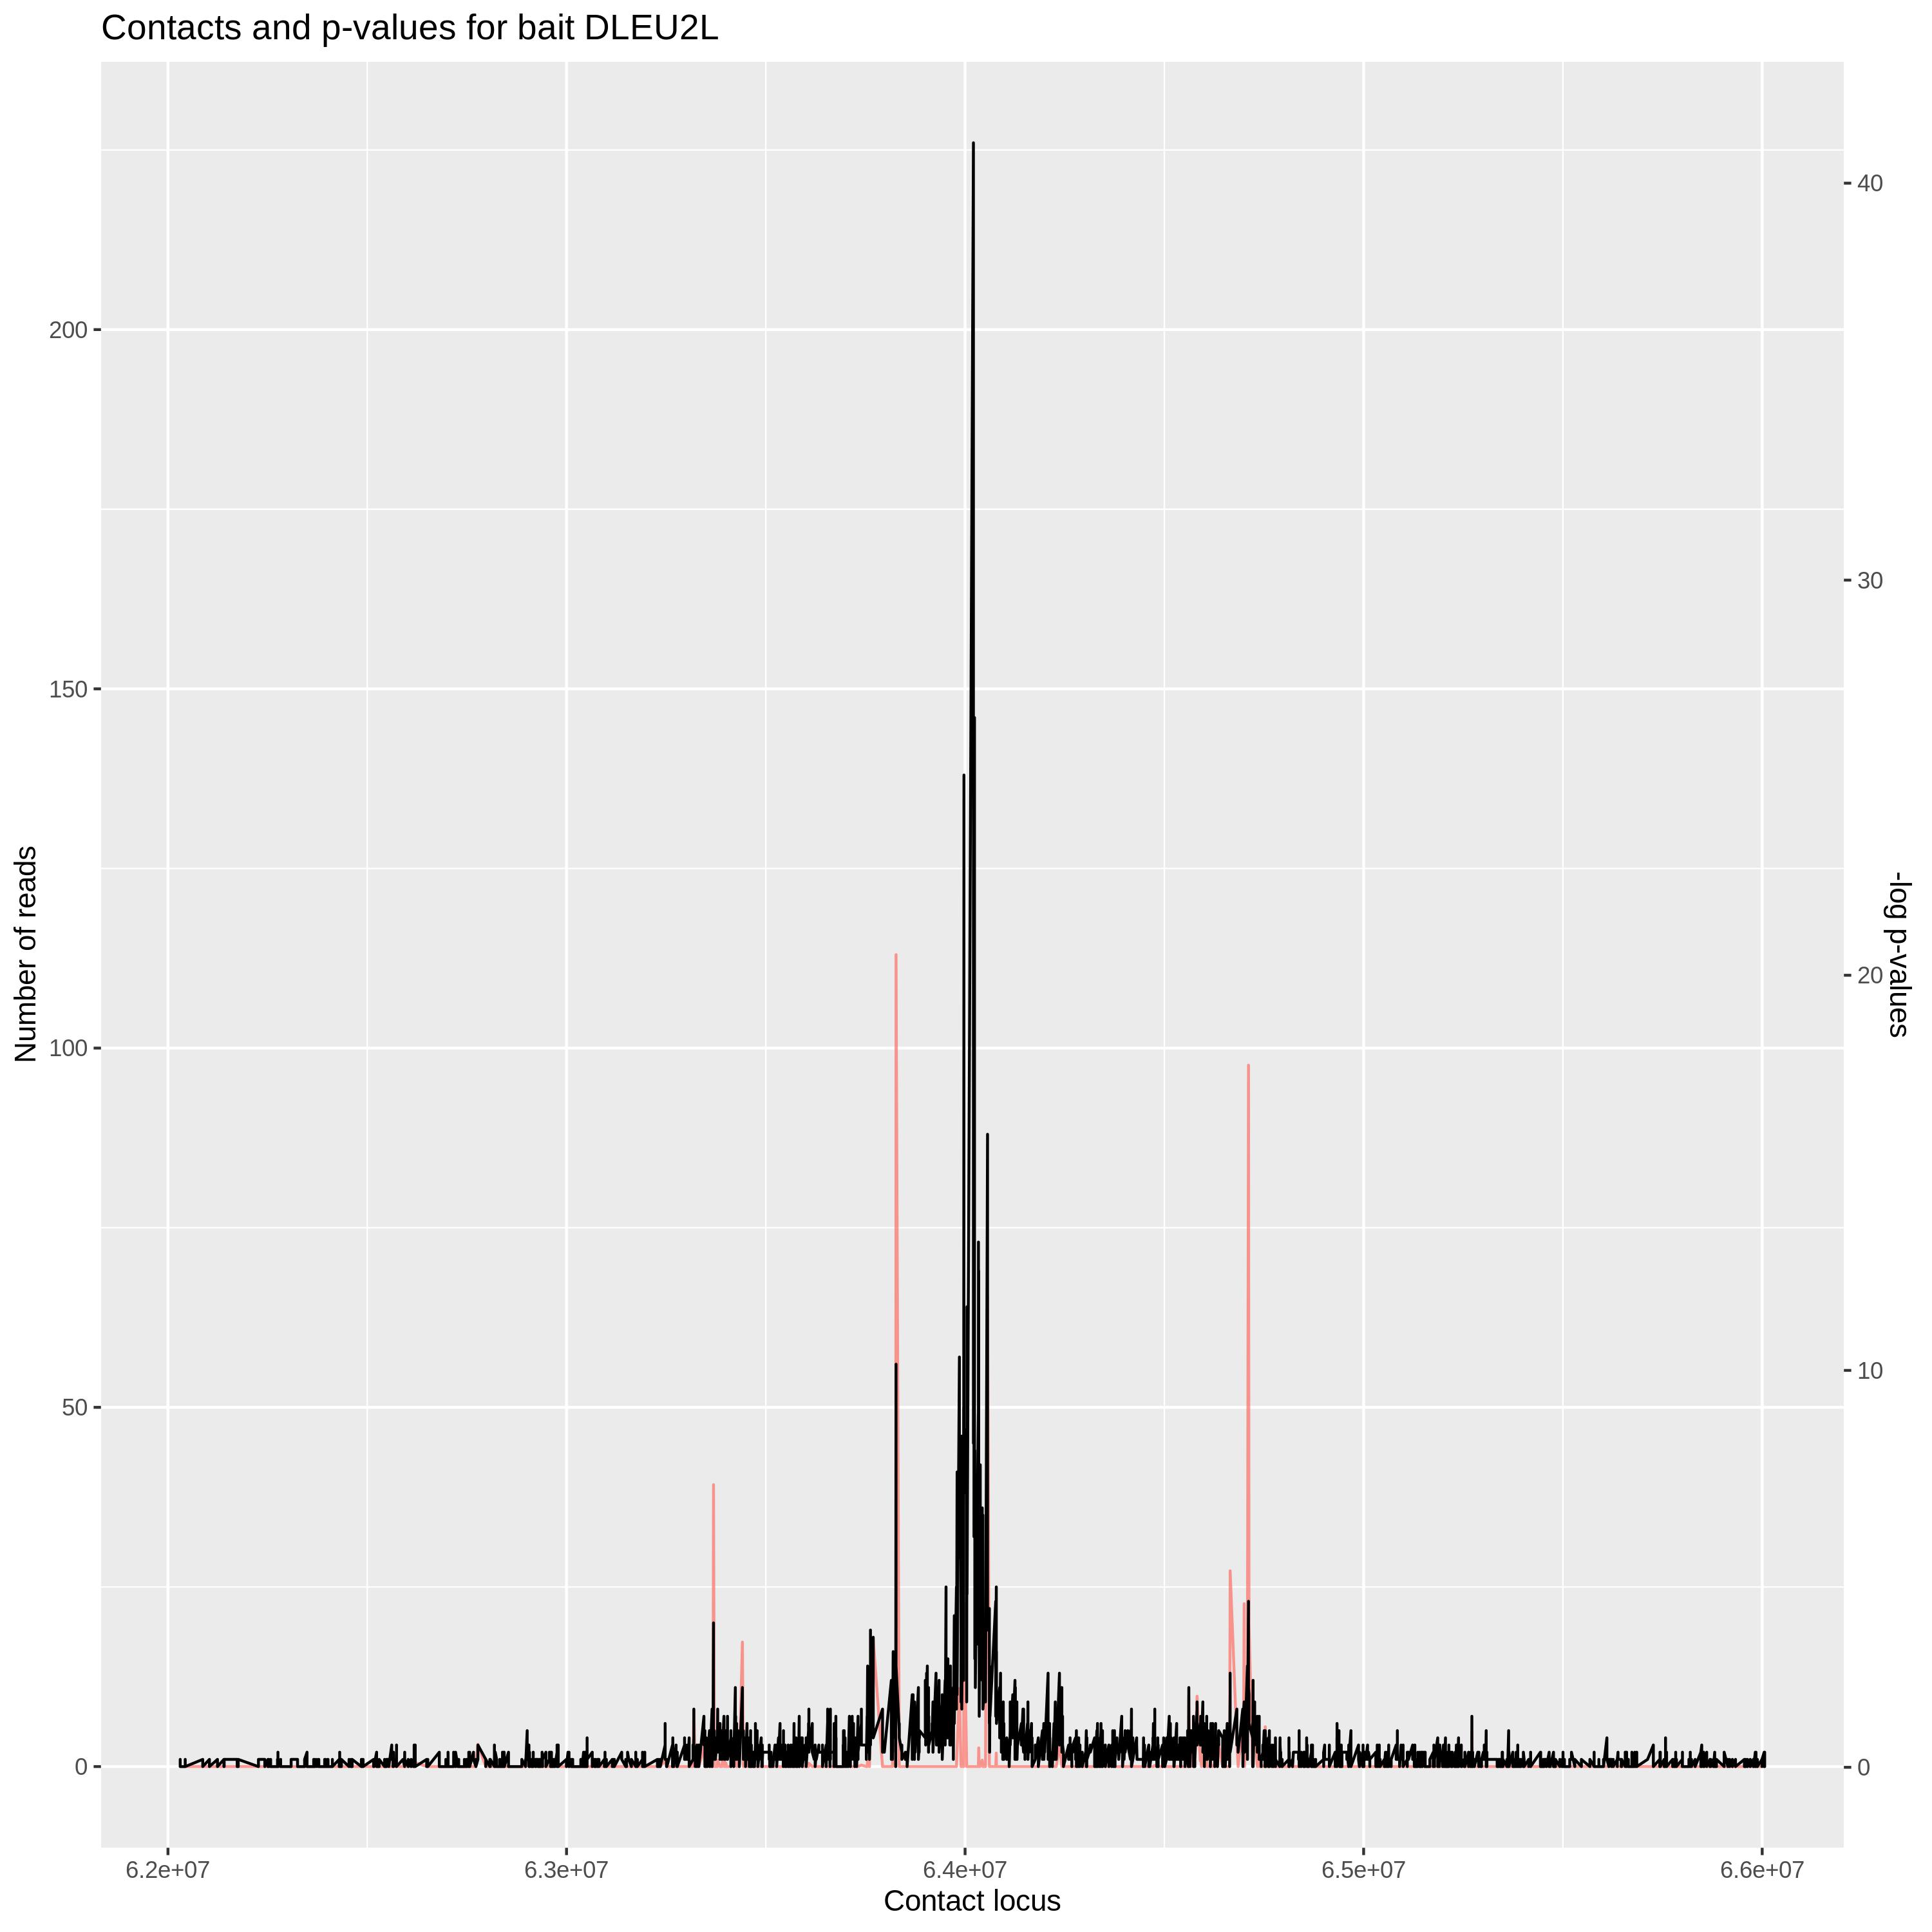 Contacts and p-values for bait DLEU2L
200
150
100
50
0
Number of reads
40
30
20
10
0
-log p-values
6.2e+07 6.3e+07 6.4e+07 6.5e+07 6.6e+07
Contact locus